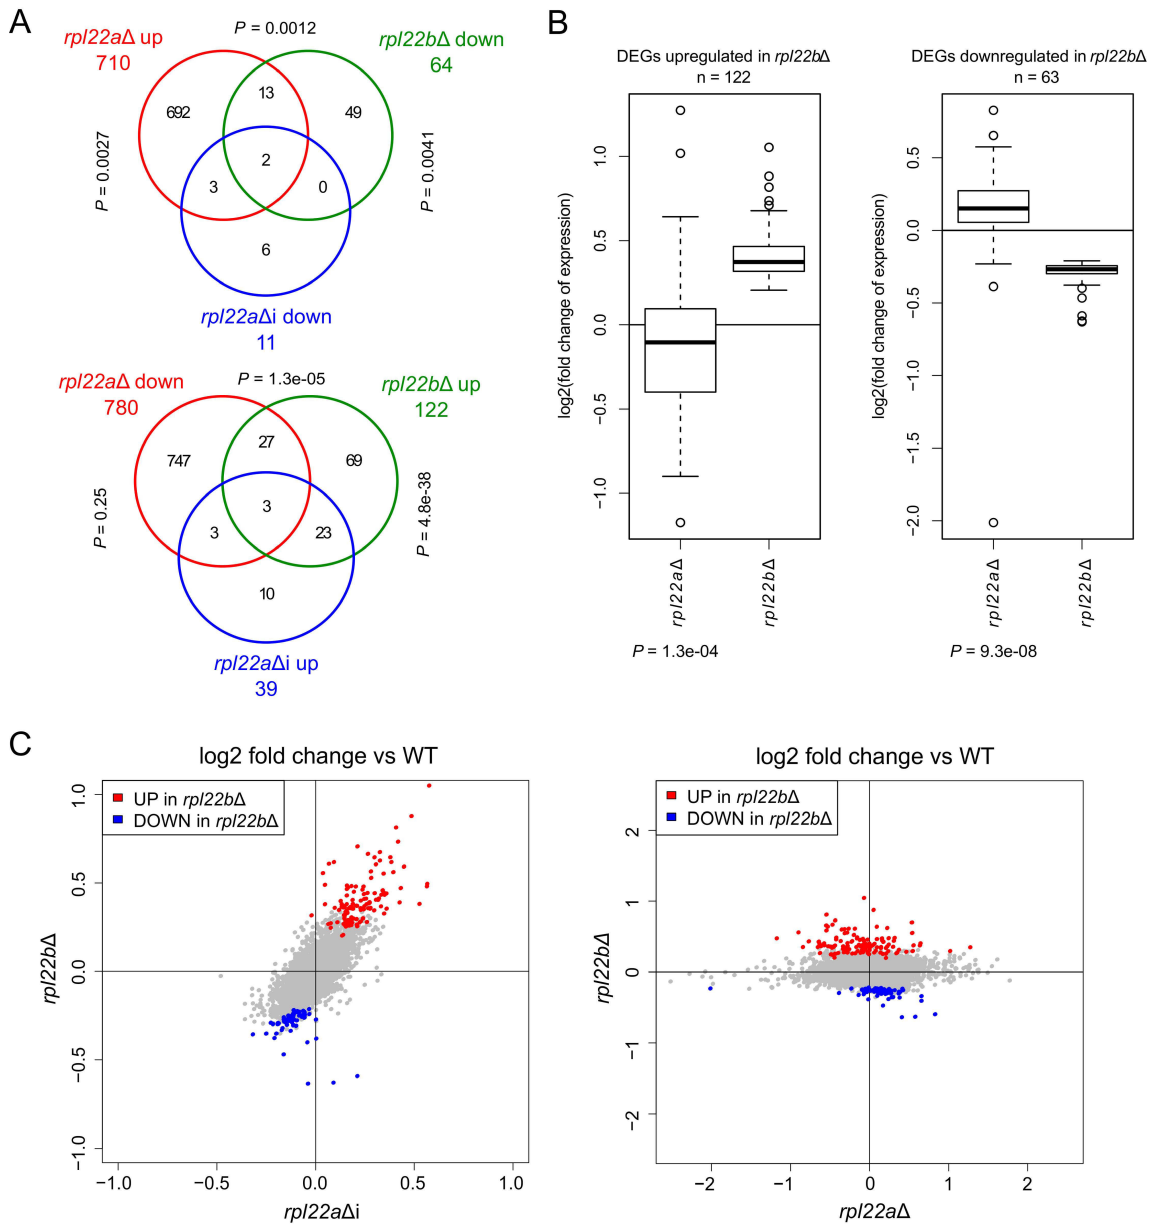 A
rpl22aΔ up
710
P = 0.0012
rpl22bΔ down
64
692
13
49
P = 0.0027
2
P = 0.0041
3
0
6
rpl22aΔi down
11
rpl22aΔ down
780
P = 1.3e-05
rpl22bΔ up
122
747
27
69
P = 0.25
3
P = 4.8e-38
3
23
10
rpl22aΔi up
39
B
DEGs upregulated in rpl22bΔ
n = 122
log2(fold change of expression)
1.0
0.5
0.0
−0.5
−1.0
rpl22aΔ
rpl22bΔ
P = 1.3e-04
DEGs downregulated in rpl22bΔ
n = 63
log2(fold change of expression)
0.5
0.0
−0.5
−1.0
−1.5
−2.0
rpl22aΔ
rpl22bΔ
P = 9.3e-08
C
log2 fold change vs WT
UP in rpl22bΔ
DOWN in rpl22bΔ
rpl22bΔ
1.0
0.5
0.0
−0.5
−1.0
−1.0 −0.5 0.0 0.5 1.0
rpl22aΔi
log2 fold change vs WT
UP in rpl22bΔ
DOWN in rpl22bΔ
rpl22bΔ
2
1
0
−1
−2
−2 −1 0 1 2
rpl22aΔ